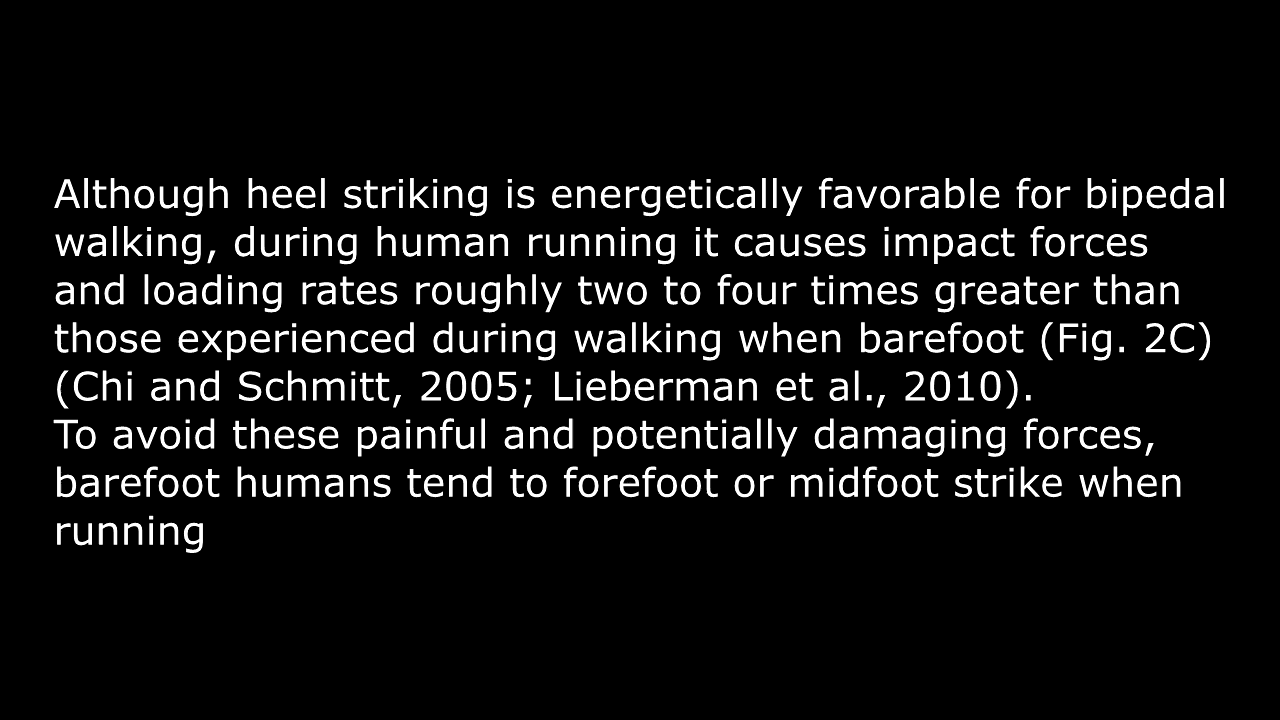 Although heel striking is energetically favorable for bipedal
walking, during human running it causes impact forces
and loading rates roughly two to four times greater than
those experienced during walking when barefoot (Fig. 2C)
(Chi and Schmitt, 2005; Lieberman et al., 2010).
To avoid these painful and potentially damaging forces,
barefoot humans tend to forefoot or midfoot strike when
running